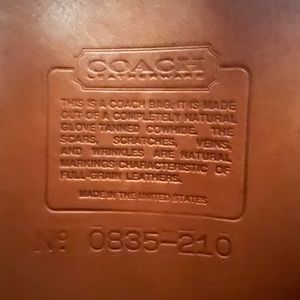 COACH
LEATHERWARE
THIS IS A COACH BAG. IT IS MADE
OUT OF A COMPLETELY NATURAL
GLOVE TANNED COWHIDE. THE
SPORS, SCRATCHES, VEINS,
AND WRINKLES ARE NATURAL
MARKINGS CHARACTERISTIC OF
FULL-GRAIN LEATHERS.
MADE IN THE UNITED STATES
No 0835-210